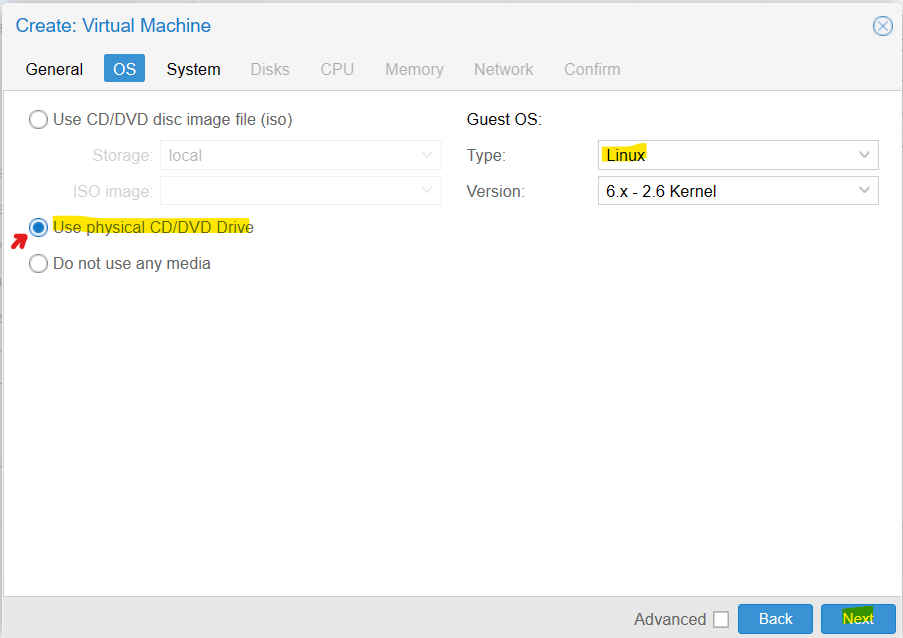 Create: Virtual Machine
General OS System Disks CPU Memory Network Confirm
Use CD/DVD disc image file (iso)
Storage: local
ISO image:
Use physical CD/DVD Drive
Do not use any media
Guest OS:
Type: Linux
Version: 6.x - 2.6 Kernel
Advanced Back Next